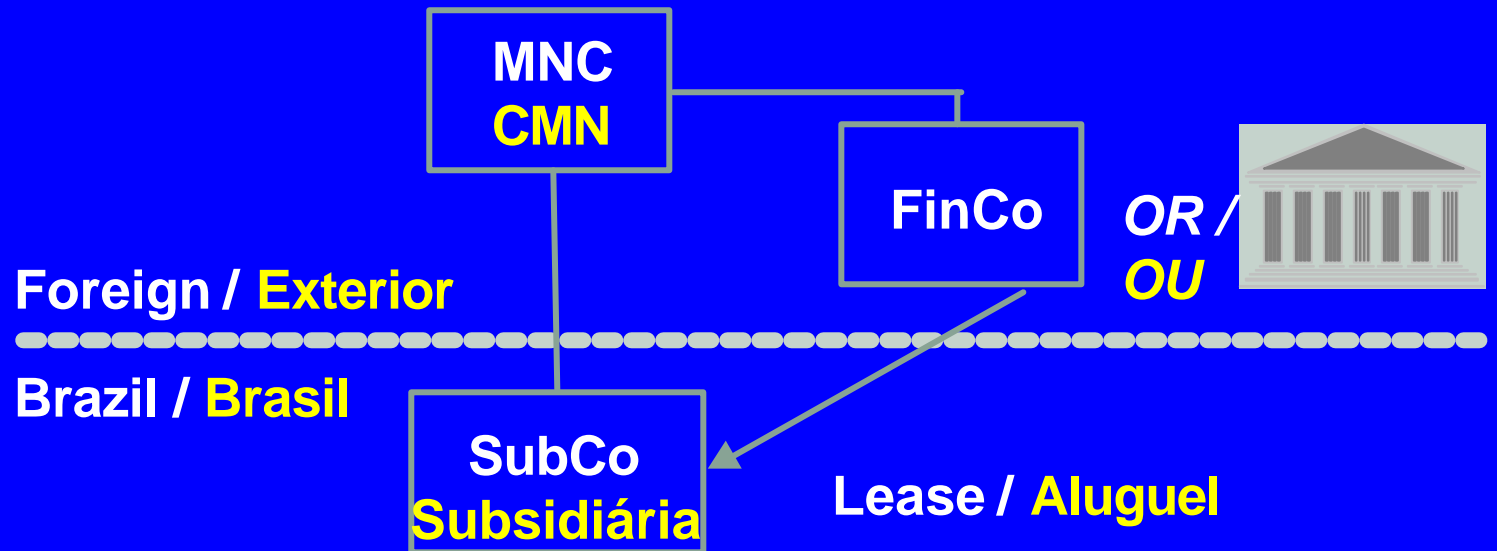 MNC
CMN
FinCo
OR /
OU
Foreign / Exterior
Brazil / Brasil
SubCo
Subsidiária
Lease / Aluguel